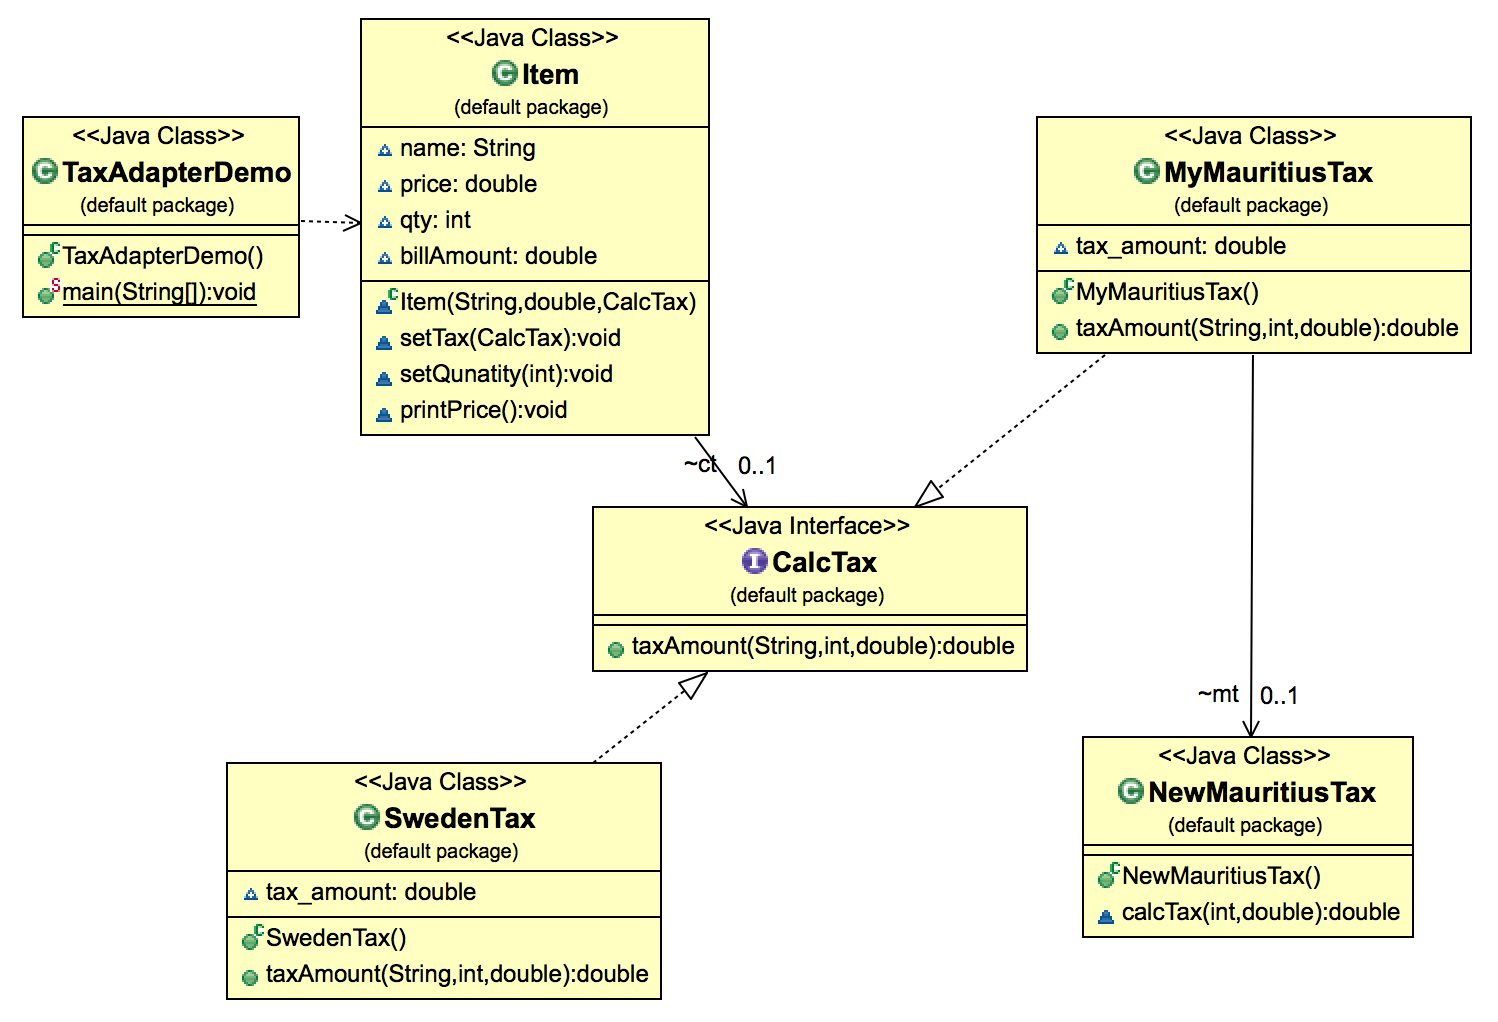 <<Java Class>>
Item
(default package)
name: String
price: double
qty: int
billAmount: double
Item(String,double,CalcTax)
setTax(CalcTax):void
setQunatity(int):void
printPrice():void
<<Java Class>>
TaxAdapterDemo
(default package)
TaxAdapterDemo()
main(String[]):void
<<Java Class>>
MyMauritiusTax
(default package)
tax_amount: double
MyMauritiusTax()
taxAmount(String,int,double):double
~ct 0..1
<<Java Interface>>
CalcTax
(default package)
taxAmount(String,int,double):double
~mt 0..1
<<Java Class>>
SwedenTax
(default package)
tax_amount: double
SwedenTax()
taxAmount(String,int,double):double
<<Java Class>>
NewMauritiusTax
(default package)
NewMauritiusTax()
calcTax(int,double):double